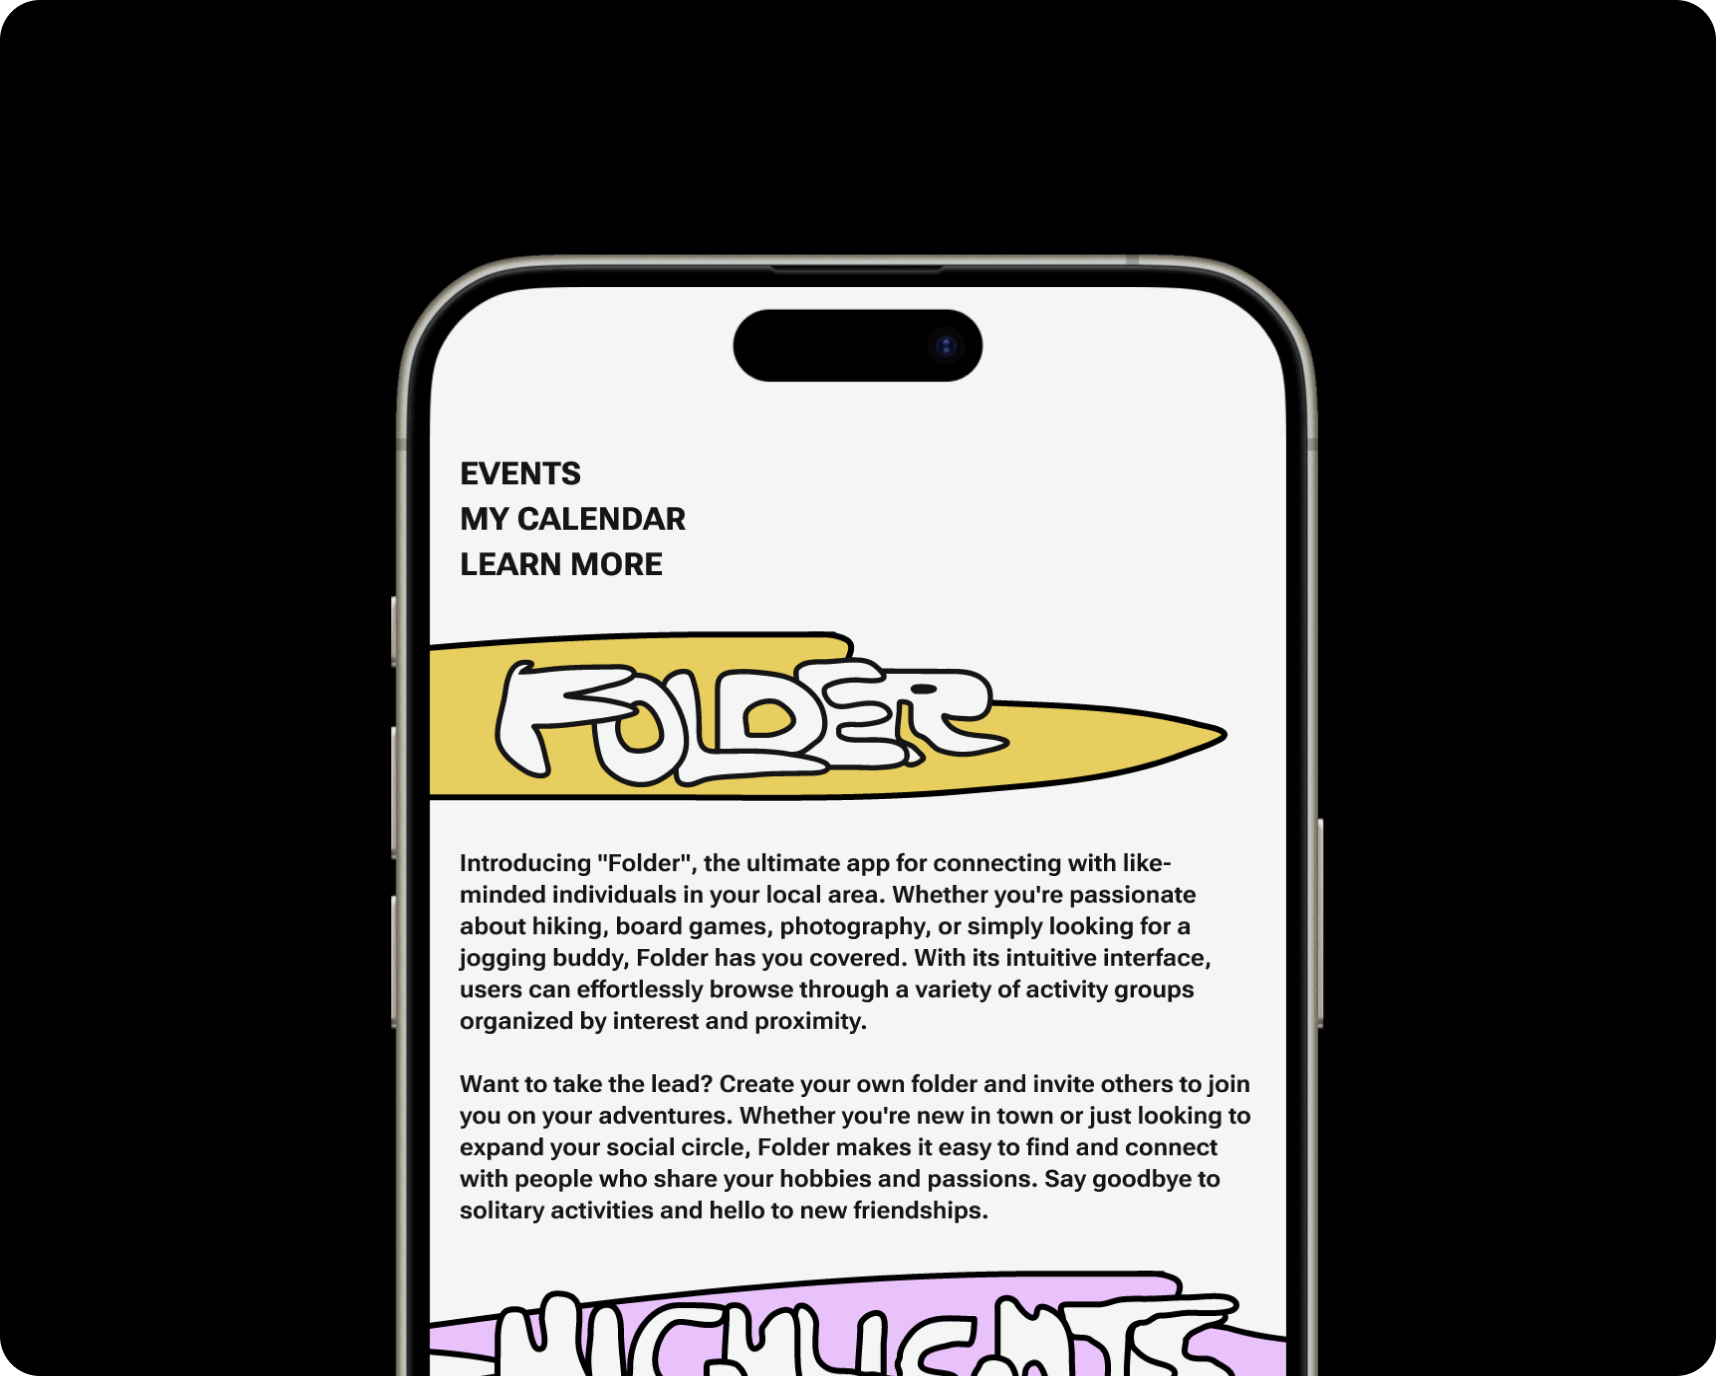 EVENTS
MY CALENDAR
LEARN MORE
FOLDER
Introducing "Folder", the ultimate app for connecting with like-
minded individuals in your local area. Whether you're passionate
about hiking, board games, photography, or simply looking for a
jogging buddy, Folder has you covered. With its intuitive interface,
users can effortlessly browse through a variety of activity groups
organized by interest and proximity.
Want to take the lead? Create your own folder and invite others to join
you on your adventures. Whether you're new in town or just looking to
expand your social circle, Folder makes it easy to find and connect
with people who share your hobbies and passions. Say goodbye to
solitary activities and hello to new friendships.